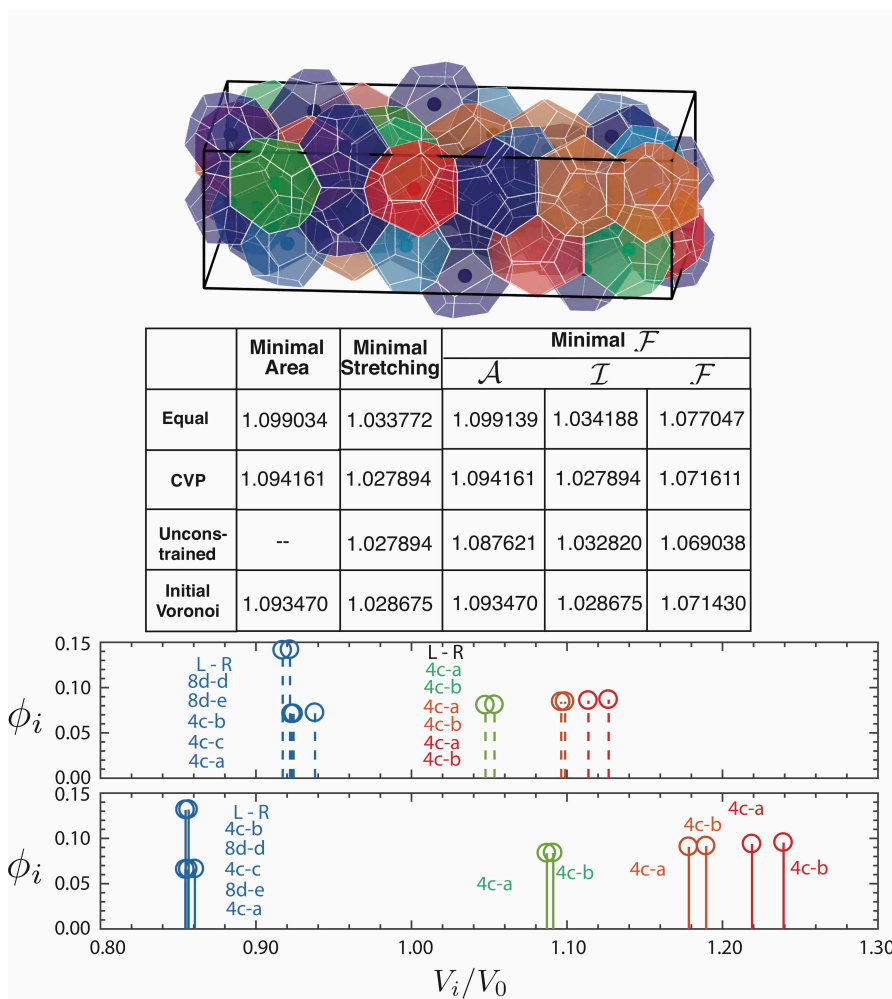 Minimal Area
Minimal Stretching
Minimal ℱ
𝒜 ℐ ℱ
Equal 1.099034 1.033772 1.099139 1.034188 1.077047
CVP 1.094161 1.027894 1.094161 1.027894 1.071611
Uncons-
trained -- 1.027894 1.087621 1.032820 1.069038
Initial
Voronoi 1.093470 1.028675 1.093470 1.028675 1.071430
0.15
0.10
0.05
0.00
ϕi
L - R
8d-d
8d-e
4c-b
4c-c
4c-a
L - R
4c-a
4c-b
4c-a
4c-b
4c-a
4c-b
0.15
0.10
0.05
0.00
ϕi
L - R
4c-b
8d-d
4c-c
8d-e
4c-a
4c-a
4c-b
4c-a
4c-b
4c-a
4c-b
0.80 0.90 1.00 1.10 1.20 1.30
Vi/V0